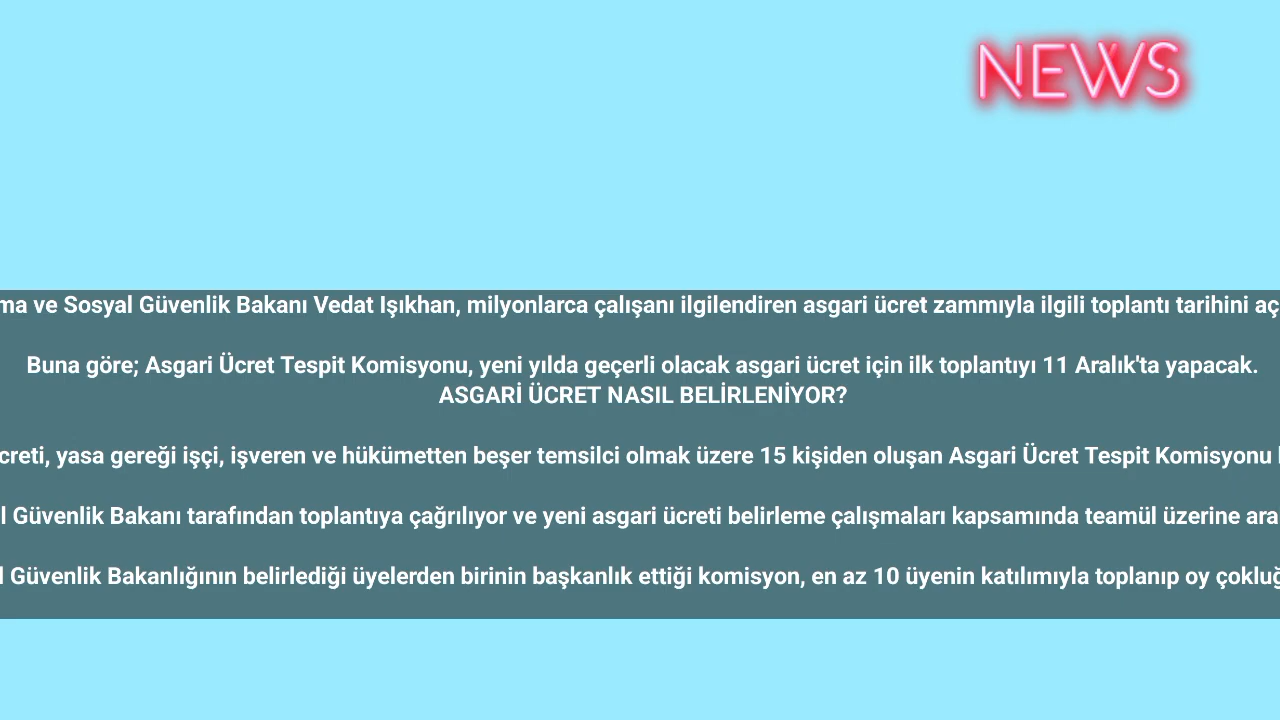 NEWS
ma ve Sosyal Güvenlik Bakanı Vedat Işıkhan, milyonlarca çalışanı ilgilendiren asgari ücret zammıyla ilgili toplantı tarihini aç
Buna göre; Asgari Ücret Tespit Komisyonu, yeni yılda geçerli olacak asgari ücret için ilk toplantıyı 11 Aralık'ta yapacak.
ASGARİ ÜCRET NASIL BELİRLENİYOR?
creti, yasa gereği işçi, işveren ve hükümetten beşer temsilci olmak üzere 15 kişiden oluşan Asgari Ücret Tespit Komisyonu
l Güvenlik Bakanı tarafından toplantıya çağrılıyor ve yeni asgari ücreti belirleme çalışmaları kapsamında teamül üzerine ara
l Güvenlik Bakanlığının belirlediği üyelerden birinin başkanlık ettiği komisyon, en az 10 üyenin katılımıyla toplanıp oy çokluğ